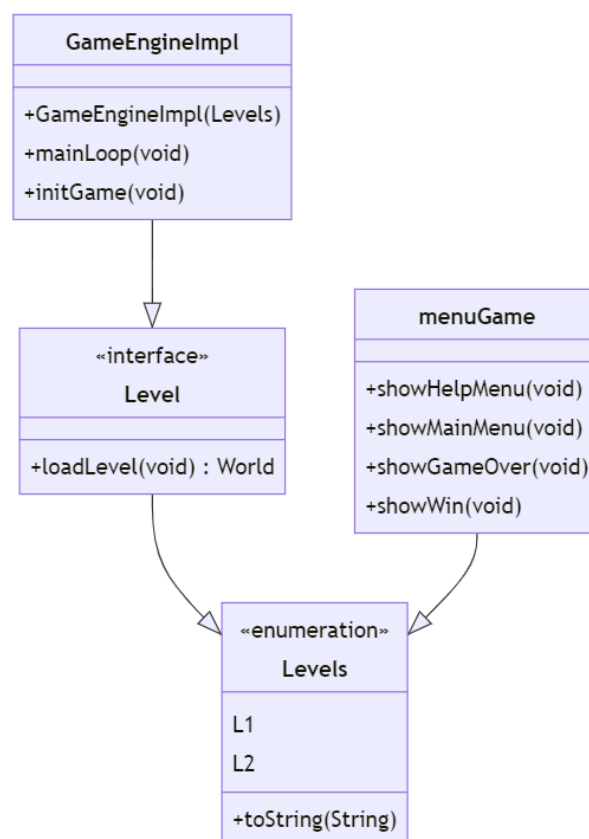 GameEngineImpl
+GameEngineImpl(Levels)
+mainLoop(void)
+initGame(void)
«interface»
Level
+loadLevel(void) : World
menuGame
+showHelpMenu(void)
+showMainMenu(void)
+showGameOver(void)
+showWin(void)
«enumeration»
Levels
L1
L2
+toString(String)